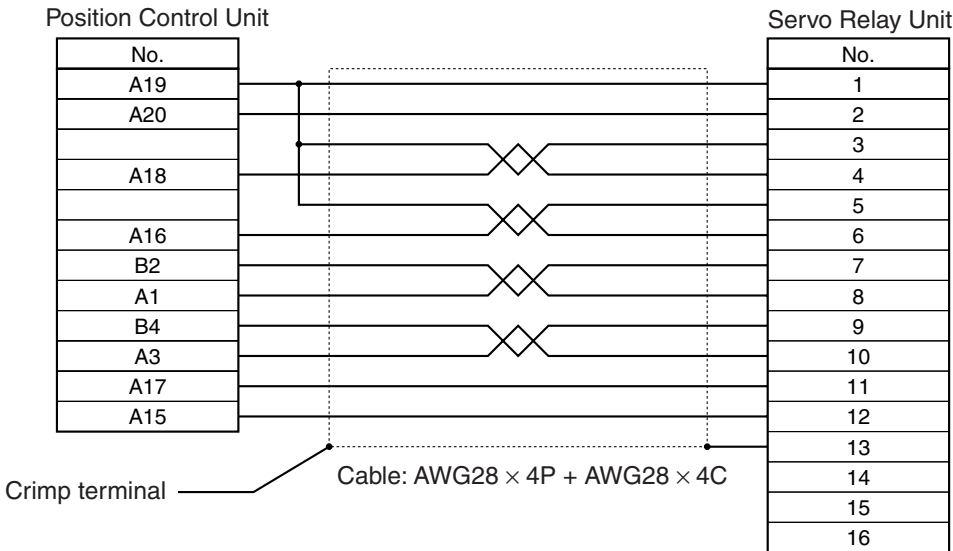 Position Control Unit
No.
A19
A20
A18
A16
B2
A1
B4
A3
A17
A15
Servo Relay Unit
No.
1
2
3
4
5
6
7
8
9
10
11
12
13
14
15
16
Crimp terminal
Cable: AWG28 × 4P + AWG28 × 4C